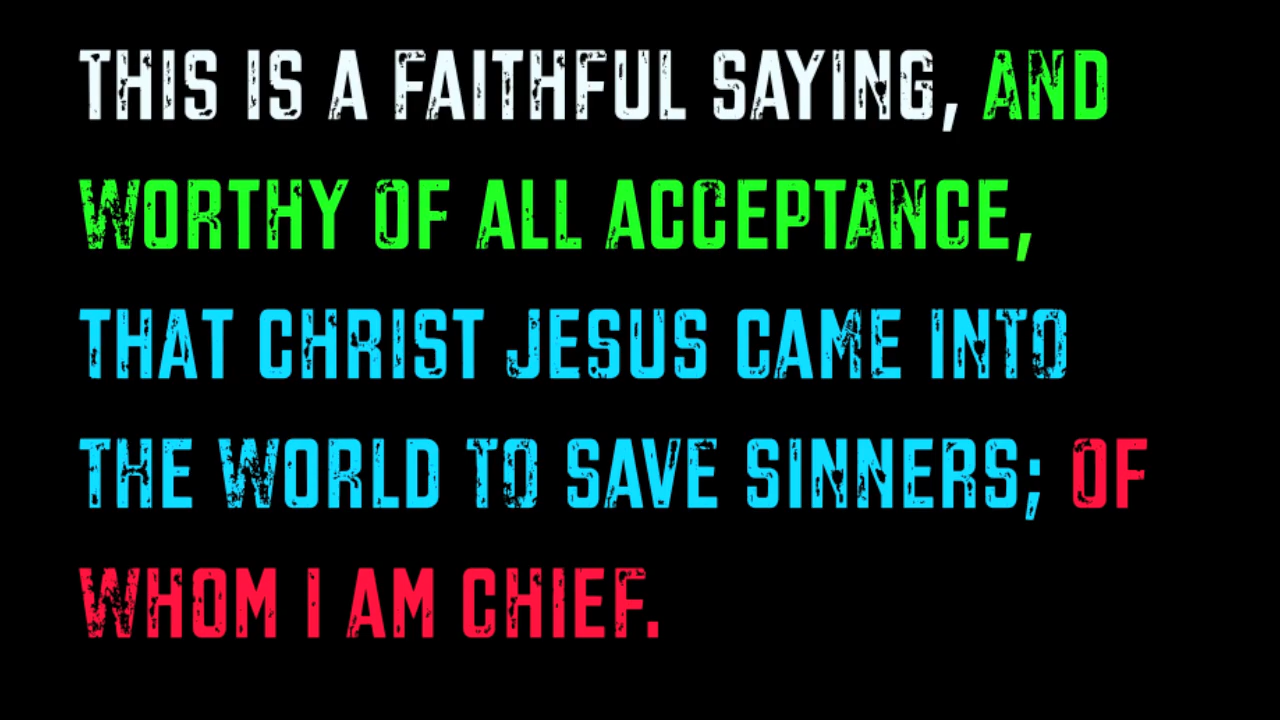 THIS IS A FAITHFUL SAYING, AND
WORTHY OF ALL ACCEPTANCE,
THAT CHRIST JESUS CAME INTO
THE WORLD TO SAVE SINNERS; OF
WHOM I AM CHIEF.